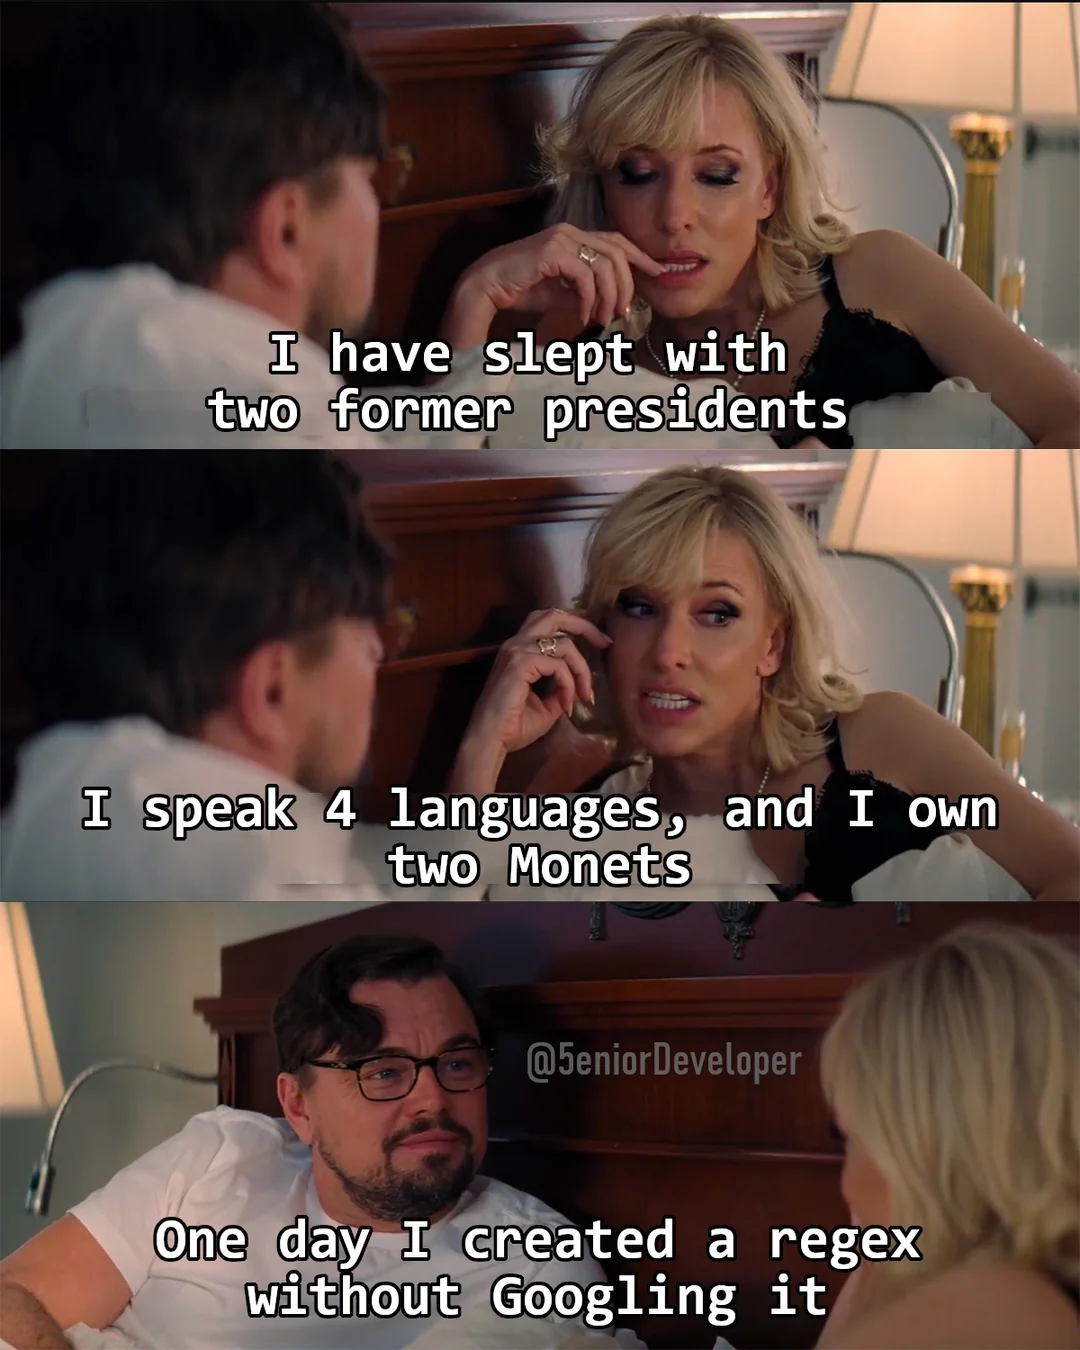 I have slept with
two former presidents
I speak 4 languages, and I own
two Monets
@5eniorDeveloper
One day I created a regex
without Googling it